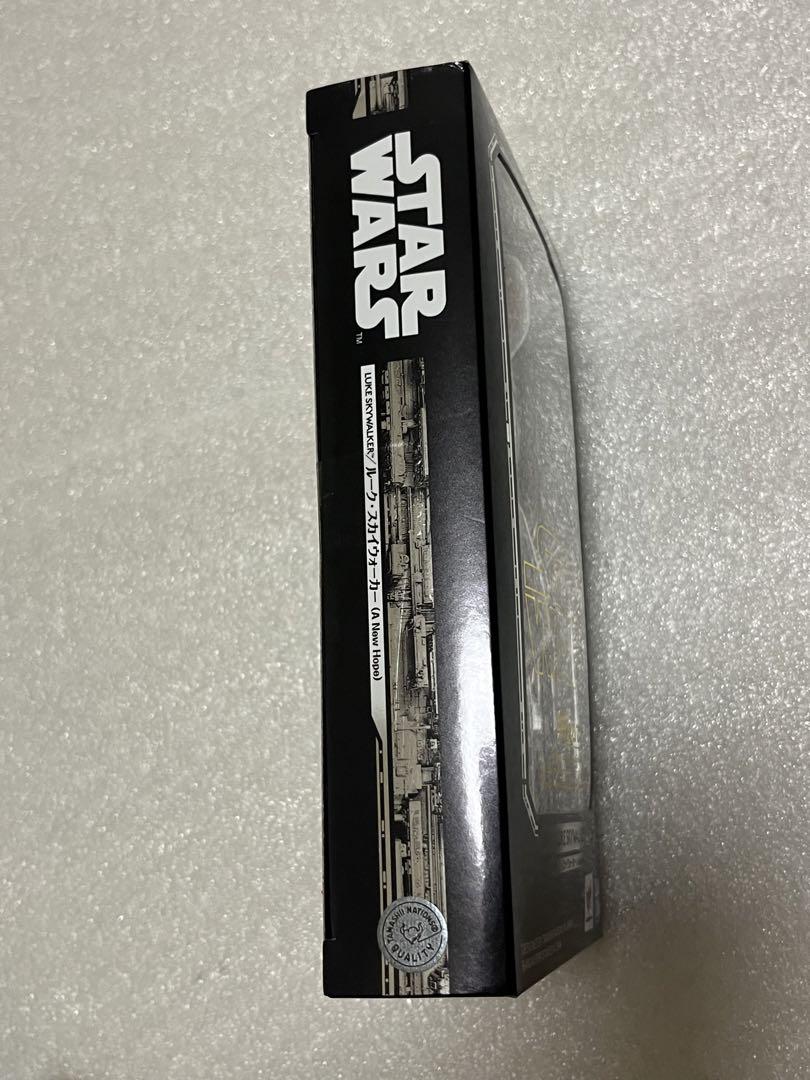 STAR
WARS
TM
LUKE SKYWALKER™/ルーク・スカイウォーカー (A New Hope)
TAMASHII NATIONS®
QUALITY